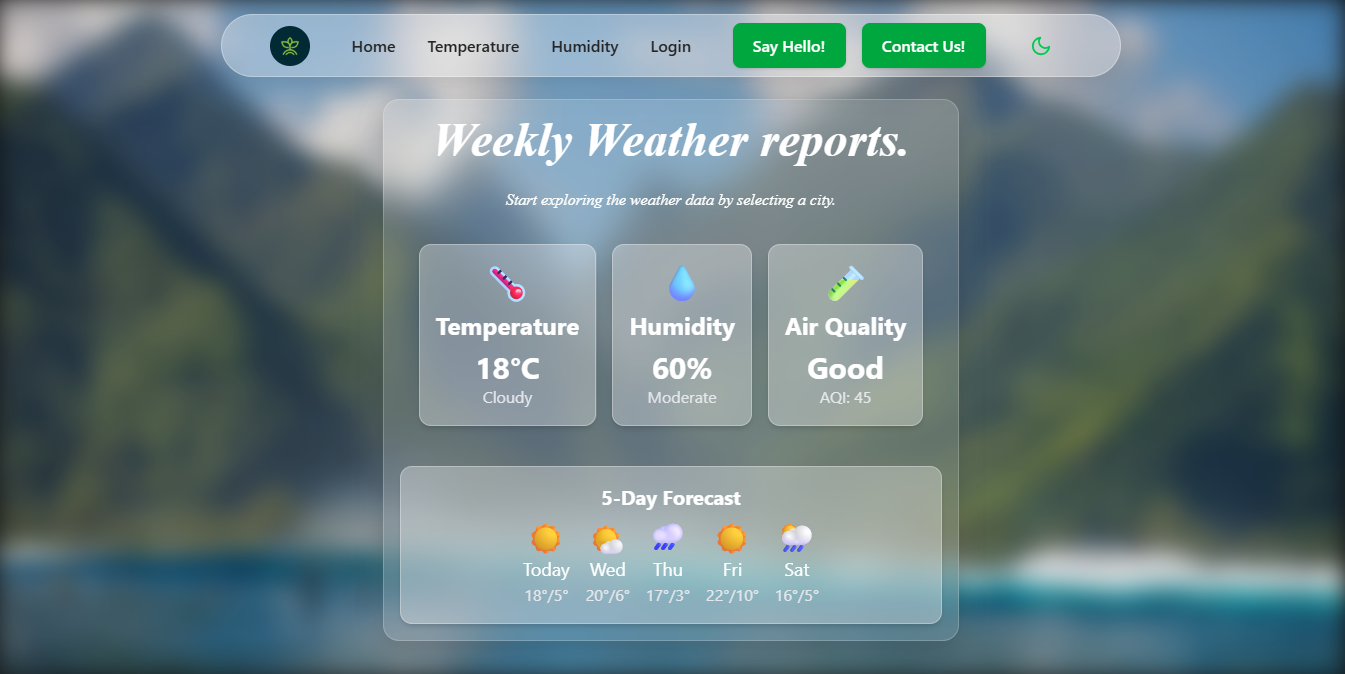 Home Temperature Humidity Login Say Hello! Contact Us!
Weekly Weather reports.
Start exploring the weather data by selecting a city.
Temperature Humidity Air Quality
18°C 60% Good
Cloudy Moderate AQI: 45
5-Day Forecast
Today Wed Thu Fri Sat
18°/5° 20°/6° 17°/3° 22°/10° 16°/5°